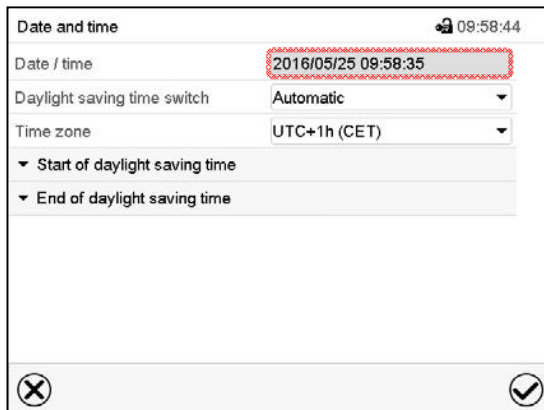 Date and time 09:58:44
Date / time 2016/05/25 09:58:35
Daylight saving time switch Automatic
Time zone UTC+1h (CET)
Start of daylight saving time
End of daylight saving time